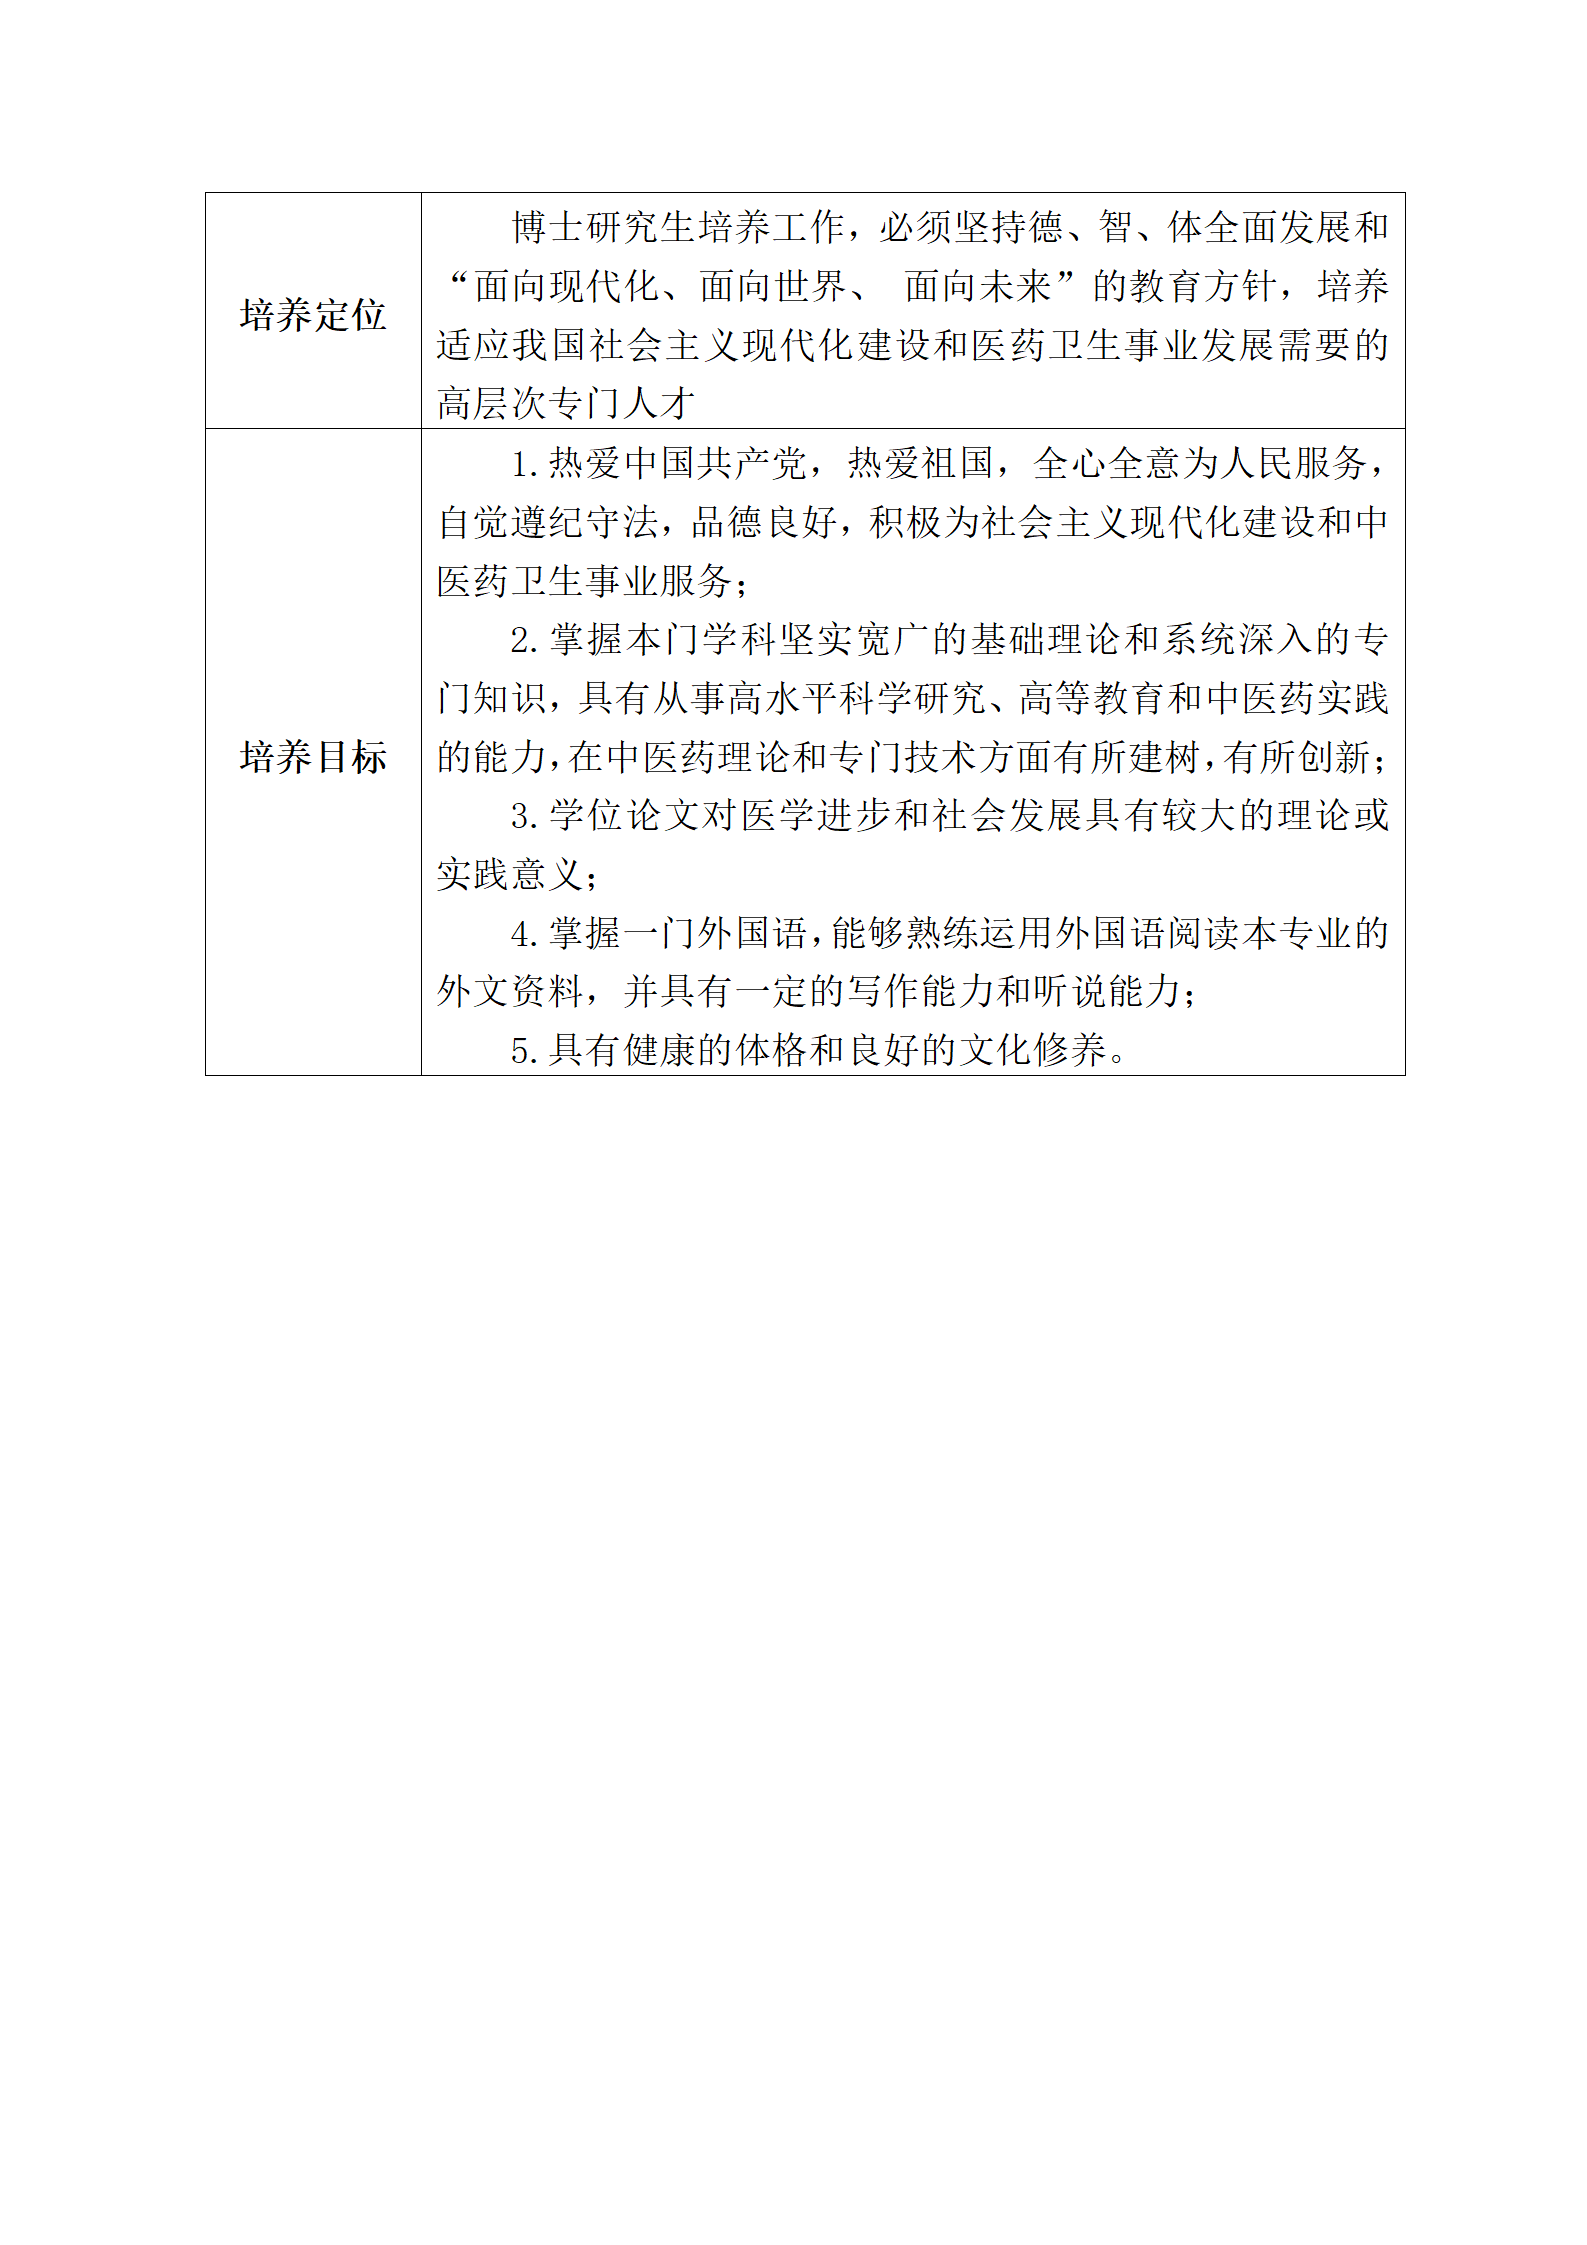 培养定位
博士研究生培养工作，必须坚持德、智、体全面发展和
“面向现代化、面向世界、 面向未来”的教育方针，培养
适应我国社会主义现代化建设和医药卫生事业发展需要的
高层次专门人才
培养目标
1.热爱中国共产党，热爱祖国，全心全意为人民服务，
自觉遵纪守法，品德良好，积极为社会主义现代化建设和中
医药卫生事业服务；
2.掌握本门学科坚实宽广的基础理论和系统深入的专
门知识，具有从事高水平科学研究、高等教育和中医药实践
的能力，在中医药理论和专门技术方面有所建树，有所创新；
3.学位论文对医学进步和社会发展具有较大的理论或
实践意义；
4.掌握一门外国语，能够熟练运用外国语阅读本专业的
外文资料，并具有一定的写作能力和听说能力；
5.具有健康的体格和良好的文化修养。